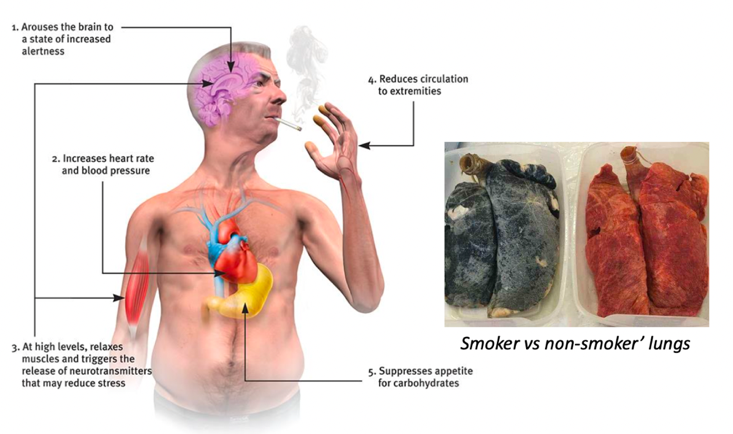 1. Arouses the brain to
a state of increased
alertness
2. Increases heart rate
and blood pressure
3. At high levels, relaxes
muscles and triggers the
release of neurotransmitters
that may reduce stress
4. Reduces circulation
to extremities
5. Suppresses appetite
for carbohydrates
Smoker vs non-smoker’ lungs